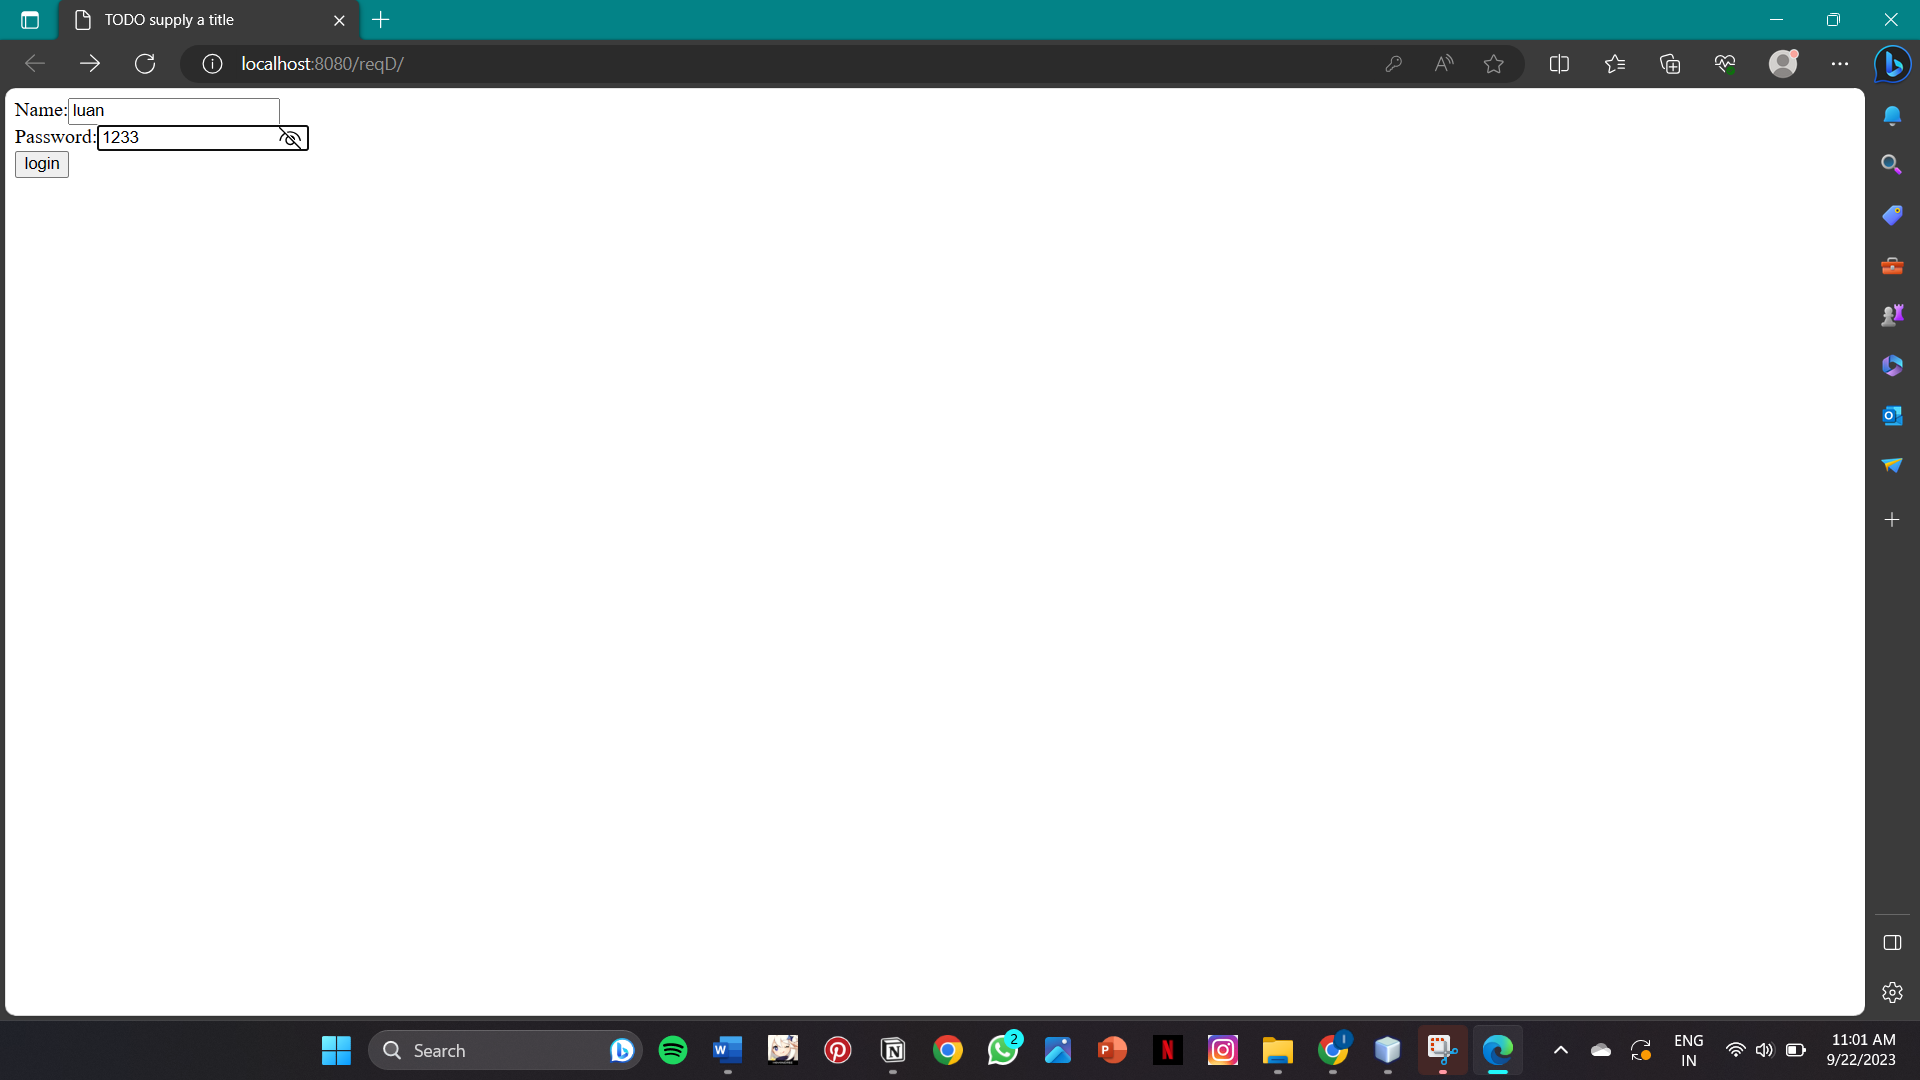 TODO supply a title
localhost:8080/reqD/
Name:luan
Password:1233
login
Search
2
ENG
IN
11:01 AM
9/22/2023